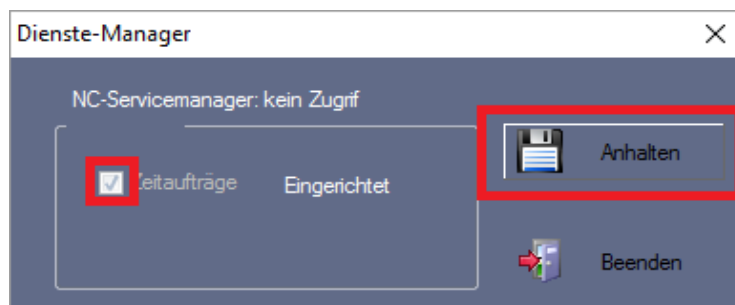 Dienste-Manager
NC-Servicemanager: kein Zugrif
Anhalten
Zeitaufträge Eingerichtet
Beenden